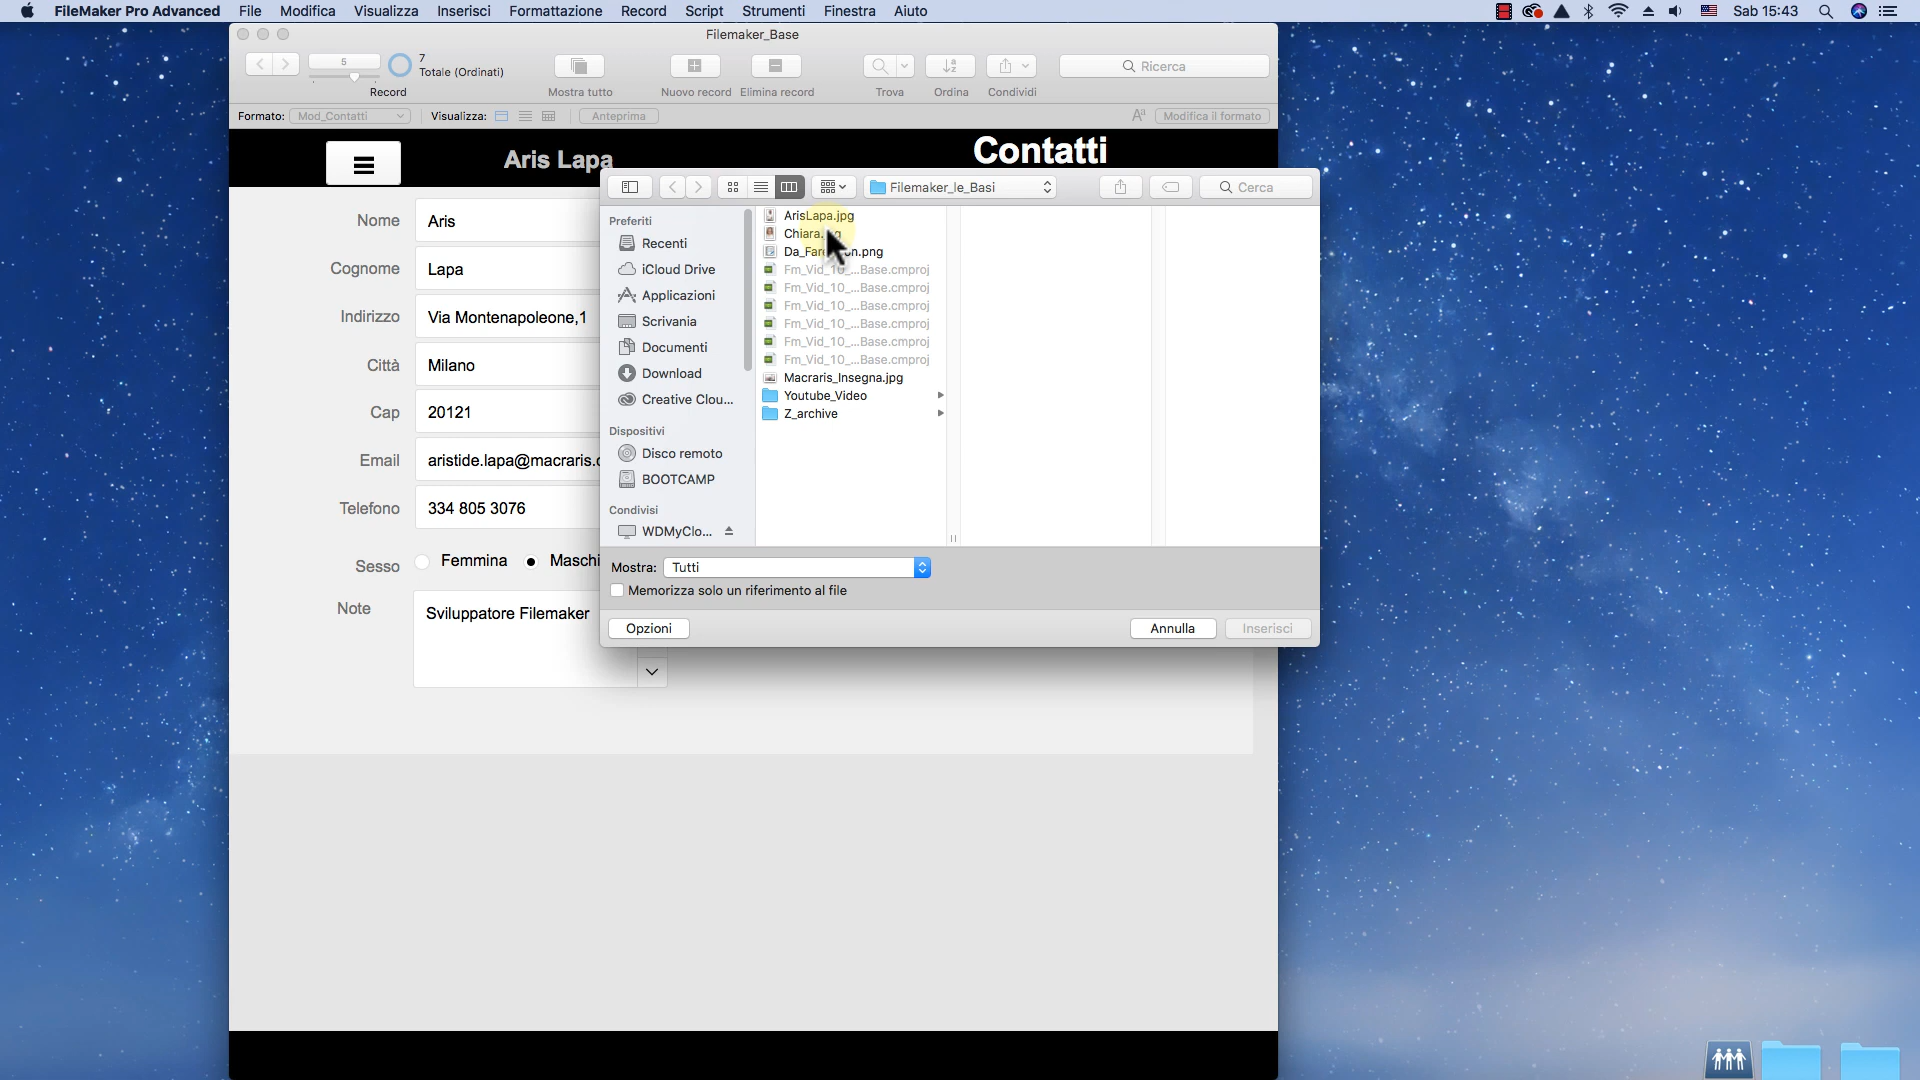 FileMaker Pro Advanced File Modifica Visualizza Inserisci Formattazione Record Script Strumenti Finestra Aiuto Sab 15:43
Filemaker_Base
5
7
Totale (Ordinati)
Ricerca
Record Mostra tutto Nuovo record Elimina record Trova Ordina Condividi
Formato: Mod_Contatti Visualizza: Anteprima Modifica il formato
Aris Lapa
Contatti
Nome Aris
Cognome Lapa
Indirizzo Via Montenapoleone,1
Città Milano
Cap 20121
Email aristide.lapa@macraris.c
Telefono 334 805 3076
Sesso Femmina Maschi
Note Sviluppatore Filemaker
Filemaker_le_Basi
Cerca
Preferiti
Recenti
iCloud Drive
Applicazioni
Scrivania
Documenti
Download
Creative Clou...
Dispositivi
Disco remoto
BOOTCAMP
Condivisi
WDMyClo...
ArisLapa.jpg
Fm_Vid_10_...Base.cmproj
Fm_Vid_10_...Base.cmproj
Fm_Vid_10_...Base.cmproj
Fm_Vid_10_...Base.cmproj
Fm_Vid_10_...Base.cmproj
Fm_Vid_10_...Base.cmproj
Macraris_Insegna.jpg
Youtube_Video
Z_archive
Mostra: Tutti
Memorizza solo un riferimento al file
Opzioni Annulla Inserisci